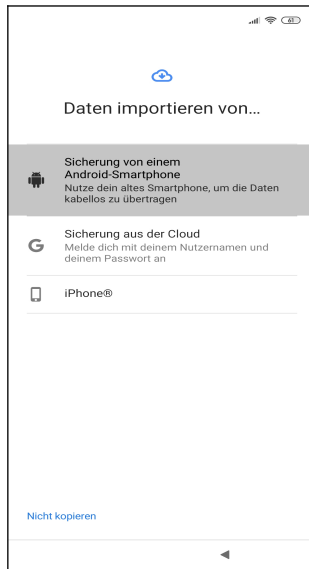 61
Daten importieren von...
Sicherung von einem
Android-Smartphone
Nutze dein altes Smartphone, um die Daten
kabellos zu übertragen
Sicherung aus der Cloud
Melde dich mit deinem Nutzernamen und
deinem Passwort an
iPhone®
Nicht kopieren